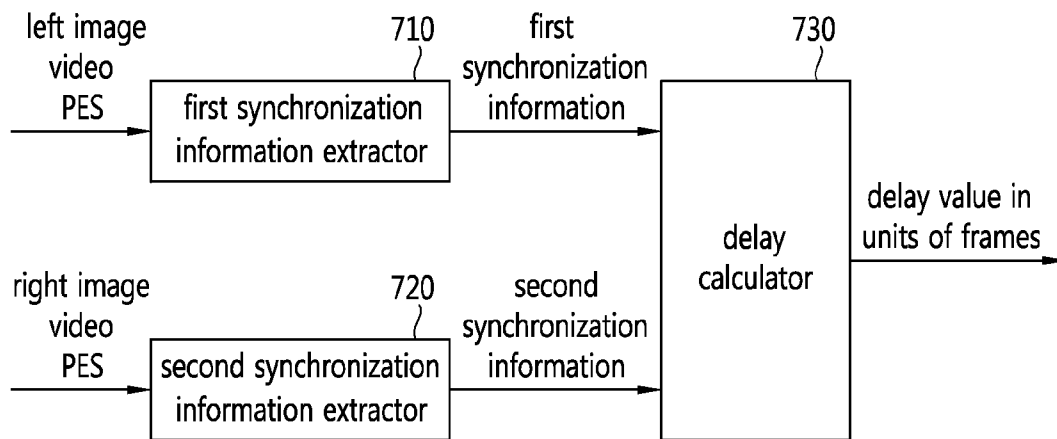 left image
video
PES
710
first synchronization
information extractor
first
synchronization
information
730
delay
calculator
delay value in
units of frames
right image
video
PES
720
second synchronization
information extractor
second
synchronization
information